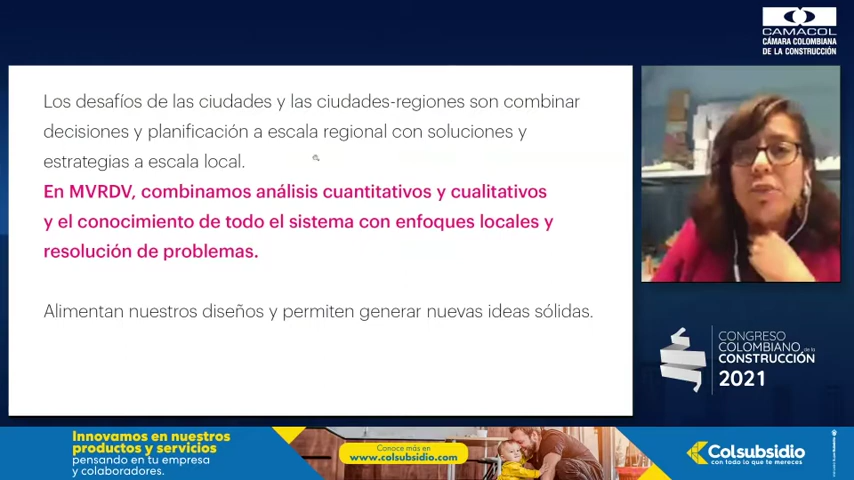 CAMACOL
CÁMARA COLOMBIANA
DE LA CONSTRUCCIÓN
Los desafíos de las ciudades y las ciudades-regiones son combinar
decisiones y planificación a escala regional con soluciones y
estrategias a escala local.
En MVRDV, combinamos análisis cuantitativos y cualitativos
y el conocimiento de todo el sistema con enfoques locales y
resolución de problemas.
Alimentan nuestros diseños y permiten generar nuevas ideas sólidas.
CONGRESO
COLOMBIANO de la
CONSTRUCCIÓN
2021
Innovamos en nuestros
productos y servicios
pensando en tu empresa
y colaboradores.
Conoce más en
www.colsubsidio.com
Colsubsidio
con todo lo que te mereces